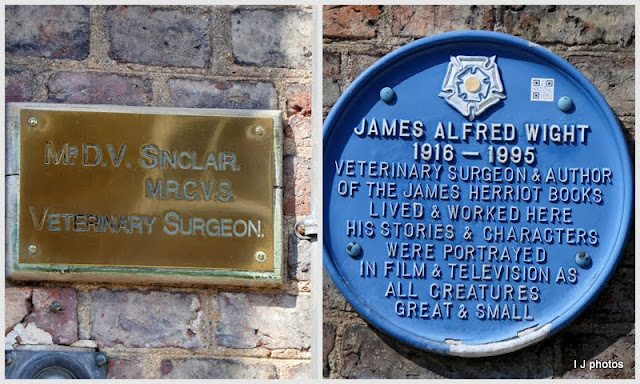 Mr D.V. SINCLAIR.
M.R.C.V.S.
VETERINARY SURGEON.
JAMES ALFRED WIGHT
1916 — 1995
VETERINARY SURGEON & AUTHOR
OF THE JAMES HERRIOT BOOKS
LIVED & WORKED HERE
HIS STORIES & CHARACTERS
WERE PORTRAYED
IN FILM & TELEVISION AS
ALL CREATURES
GREAT & SMALL
I J photos